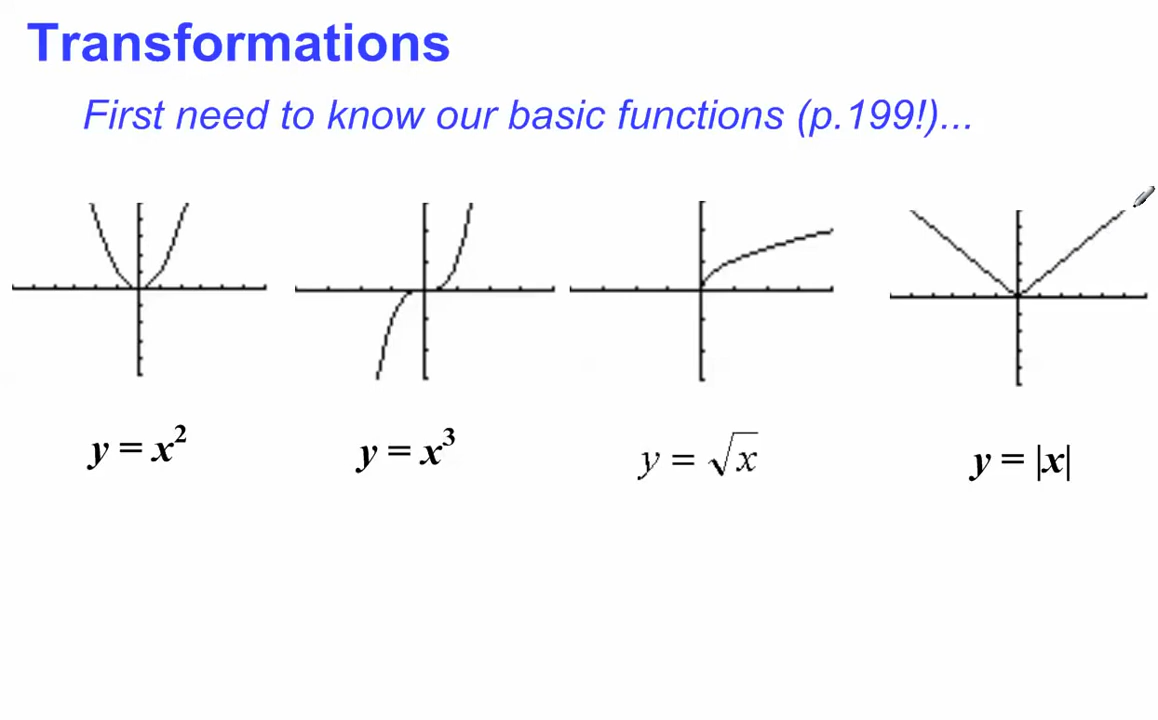 Transformations
First need to know our basic functions (p.199!)...
y = x²
y = x³
y = √x
y = |x|